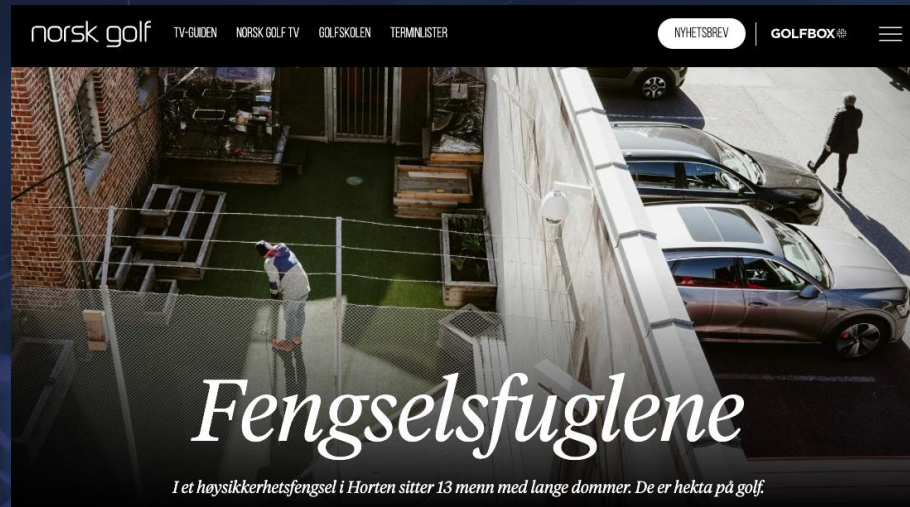 norsk golf TV-GUIDEN NORSK GOLF TV GOLFSKOLEN TERMINLISTER NYHETSBREV GOLFBOX
Fengselsfuglene
I et høysikkerhetsfengsel i Horten sitter 13 menn med lange dommer. De er hekta på golf.